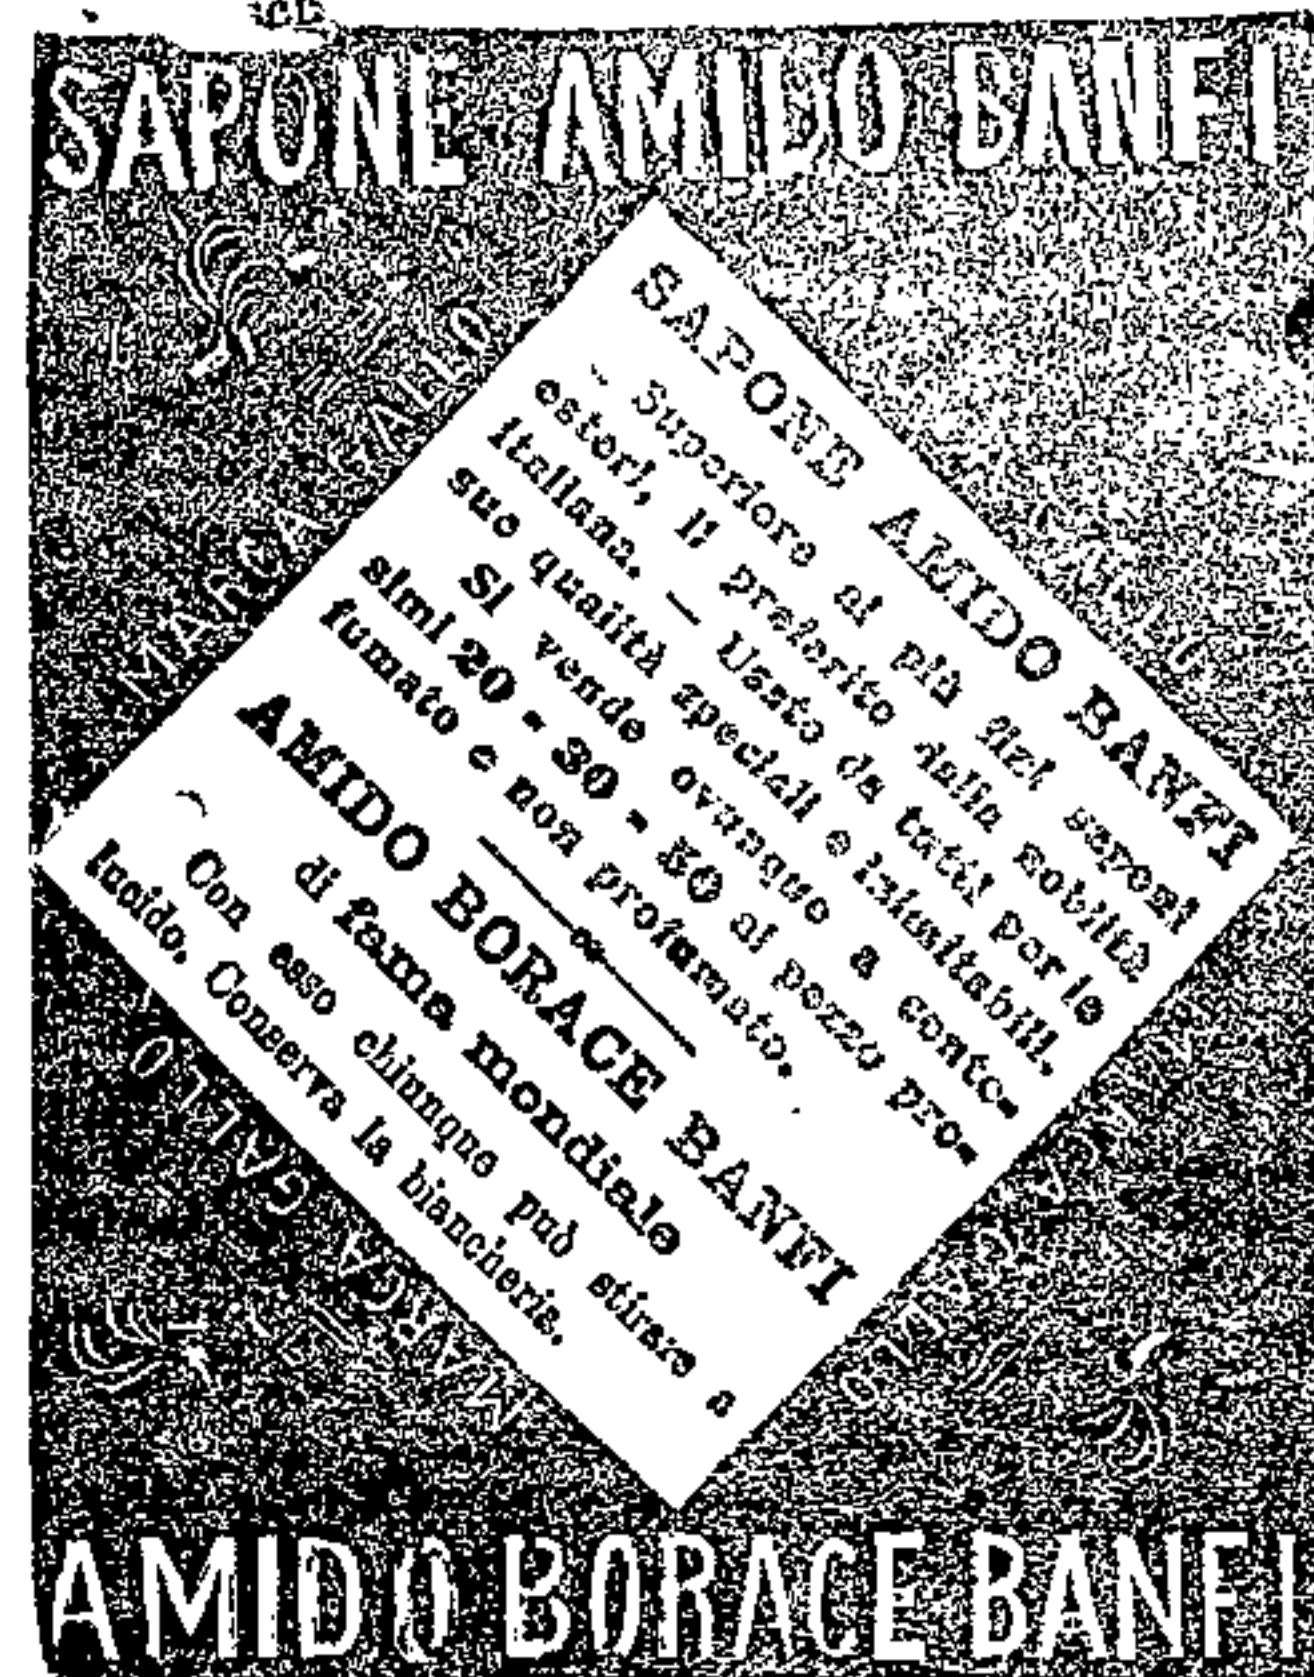 SAPONE AMIDO BANFI
MARCA GALLO
SAPONE AMIDO BANFI
Superiore ai più fini saponi
esteri, il preferito dalla nobiltà
italiana. — Usato da tutti per le
sue qualità speciali e inimitabili.
Si vende ovunque a cente-
simi 20 - 30 - 50 al pezzo pro-
fumato e non profumato.
AMIDO BORACE BANFI
di fama mondiale
Con esso chiunque può stirare a
lucido. Conserva la biancheria.
MARCA GALLO
MARCA GALLO
AMIDO BORACE BANFI